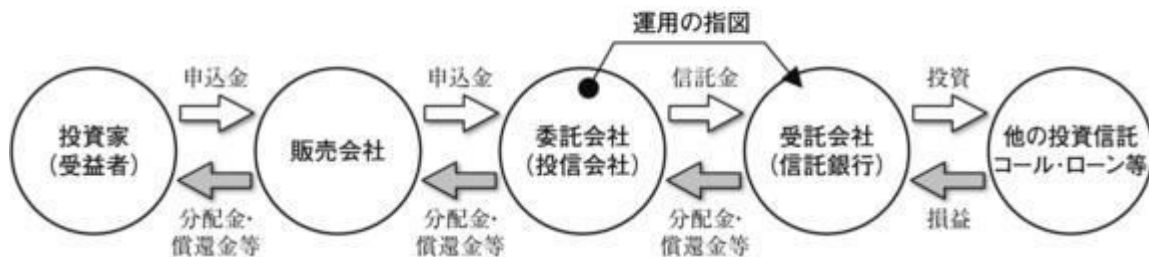 運用の指図
申込金
申込金
信託金
投資
投資家
(受益者)
販売会社
委託会社
(投信会社)
受託会社
(信託銀行)
他の投資信託
コール・ローン等
分配金・
償還金等
分配金・
償還金等
分配金・
償還金等
損益